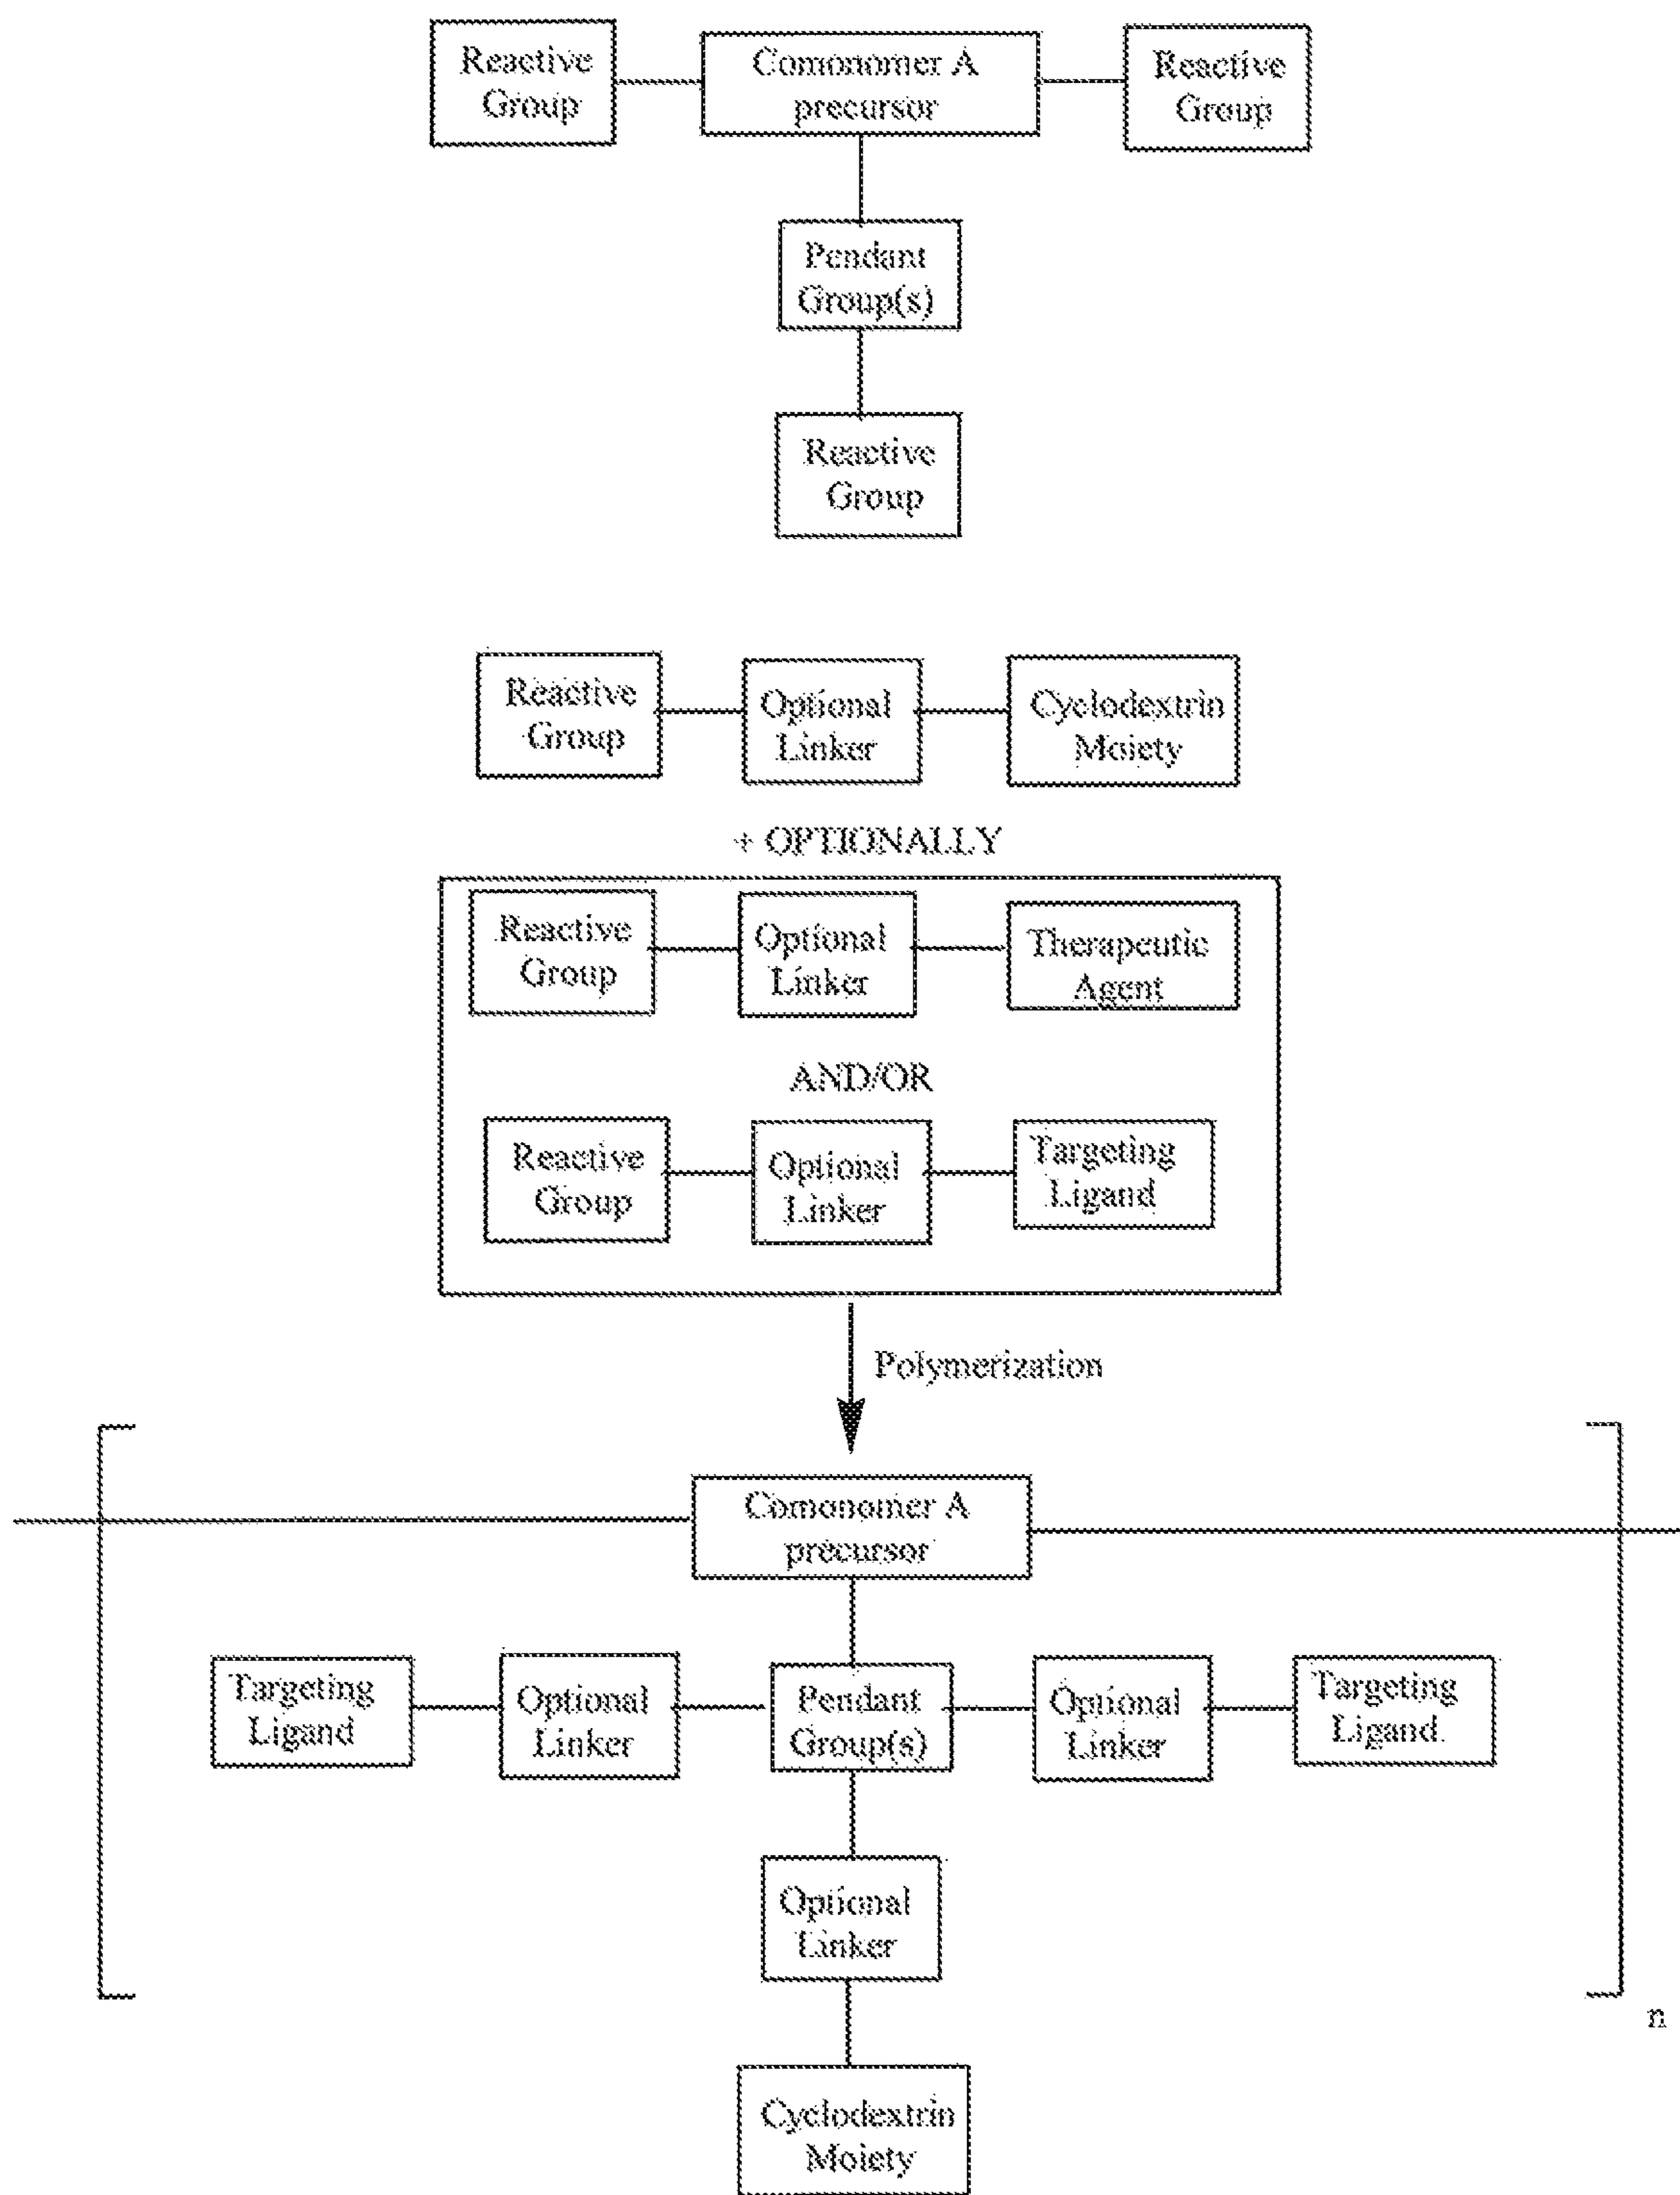 Reactive
Group
Comonomer A
precursor
Reactive
Group
Pendant
Group(s)
Reactive
Group
Reactive
Group
Optional
Linker
Cyclodextrin
Moiety
+ OPTIONALLY
Reactive
Group
Optional
Linker
Therapeutic
Agent
AND/OR
Reactive
Group
Optional
Linker
Targeting
Ligand
Polymerization
Comonomer A
precursor
Targeting
Ligand
Optional
Linker
Pendant
Group(s)
Optional
Linker
Targeting
Ligand
Optional
Linker
n
Cyclodextrin
Moiety